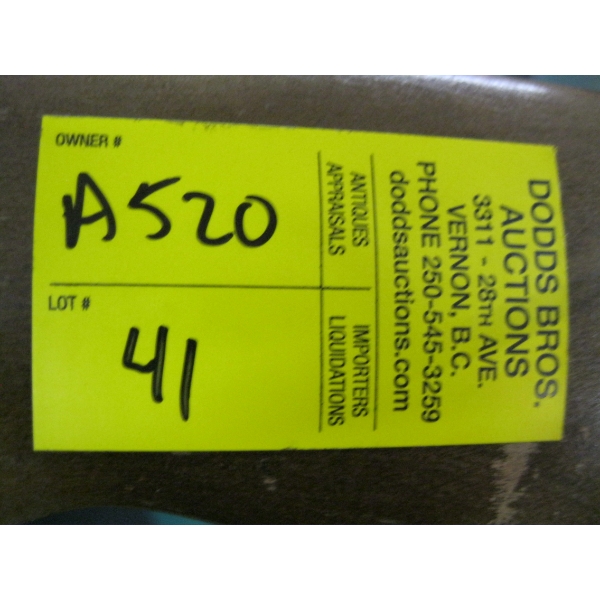 DODDS BROS.
AUCTIONS
3311 - 28TH AVE.
VERNON, B.C.
PHONE 250-545-3259
doddsauctions.com
ANTIQUES
APPRAISALS
IMPORTERS
LIQUIDATIONS
OWNER #
A520
LOT #
41